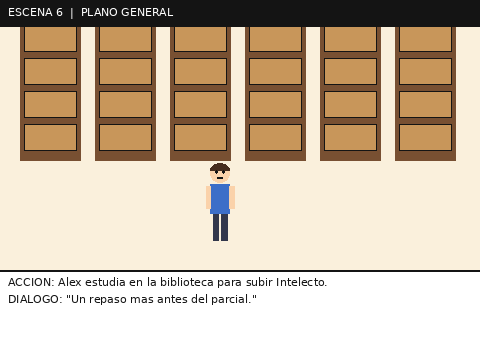 ESCENA 6 | PLANO GENERAL
ACCION: Alex estudia en la biblioteca para subir Intelecto.
DIALOGO: "Un repaso mas antes del parcial."